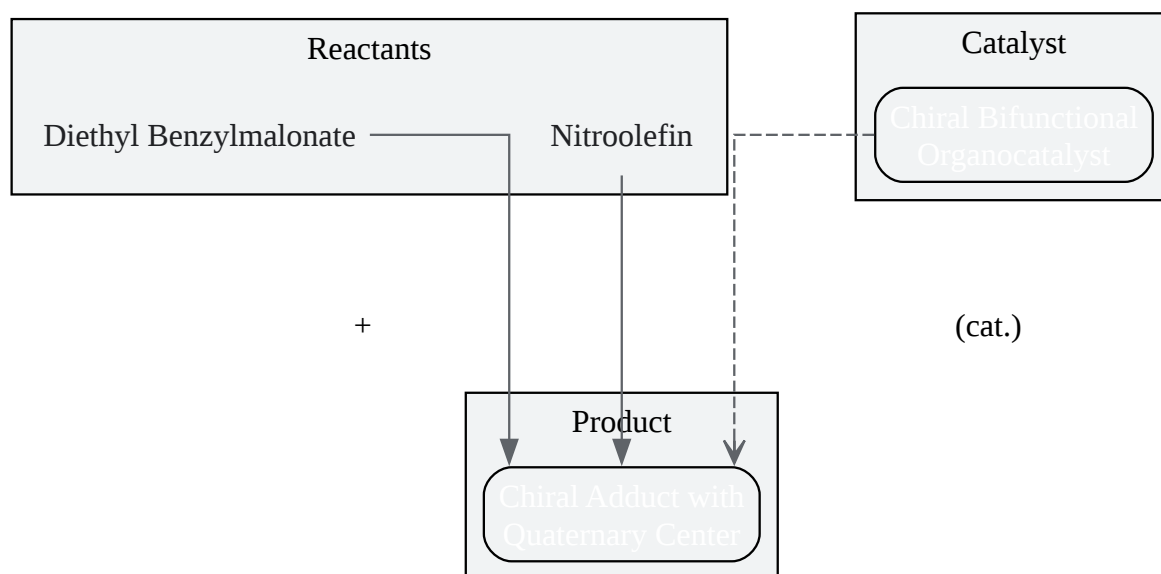 Reactants
Catalyst
Diethyl Benzylmalonate
Nitroolefin
Chiral Bifunctional
Organocatalyst
+
(cat.)
Product
Chiral Adduct with
Quaternary Center